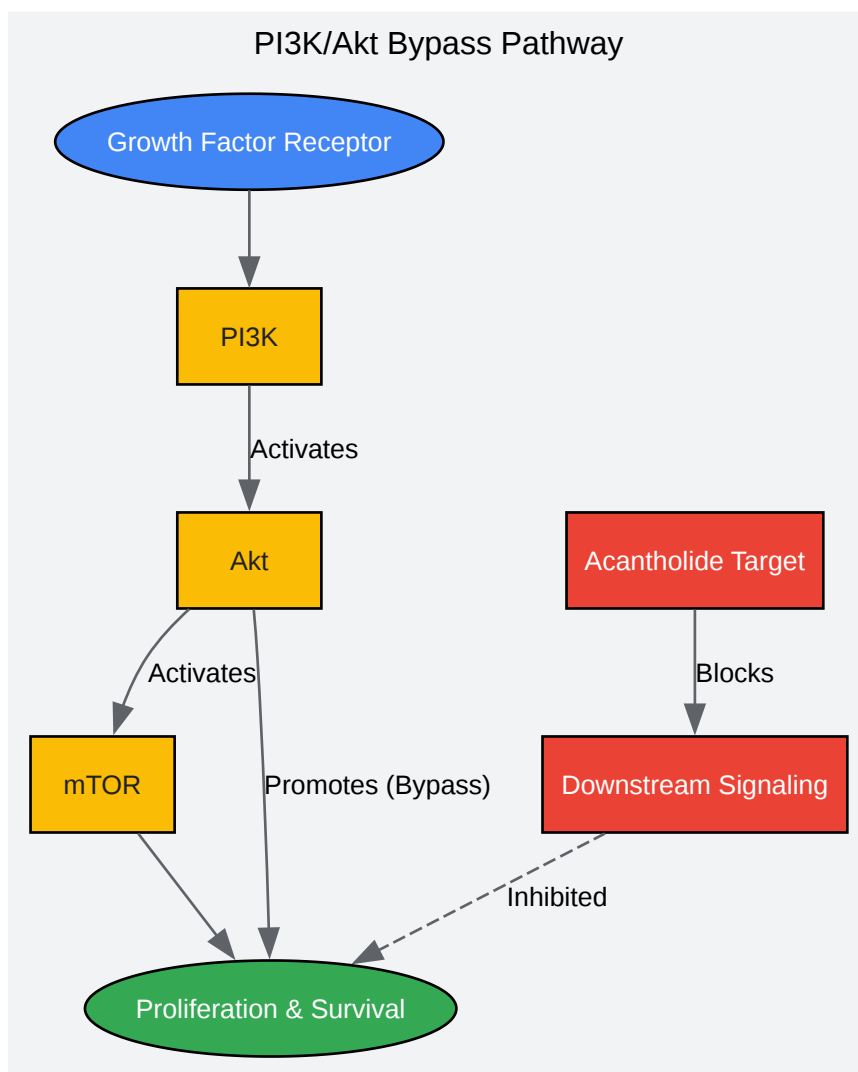 PI3K/Akt Bypass Pathway
Growth Factor Receptor
PI3K
Activates
Akt
Acantholide Target
Activates
Blocks
mTOR
Promotes (Bypass)
Downstream Signaling
Inhibited
Proliferation & Survival